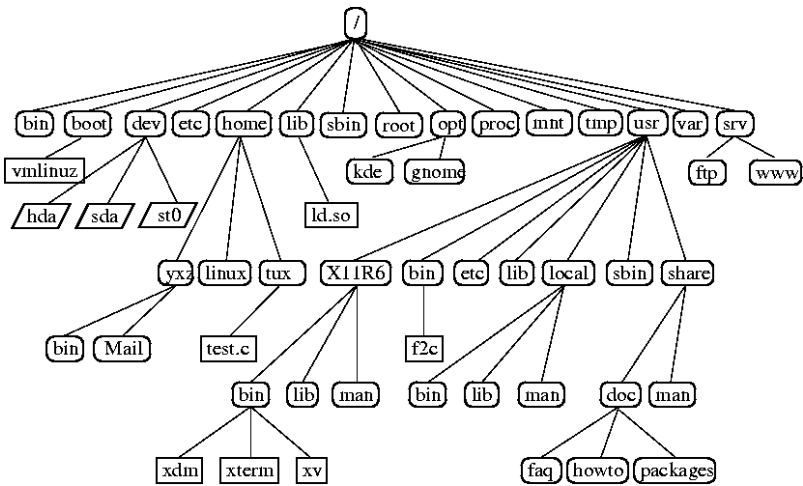 /
bin boot dev etc home lib sbin root opt proc mnt tmp usr var srv
vmlinuz kde gnome ftp www
hda sda st0 ld.so
yxz linux tux X11R6 bin etc lib local sbin share
bin Mail test.c f2c
bin lib man bin lib man doc man
xdm xterm xv faq howto packages